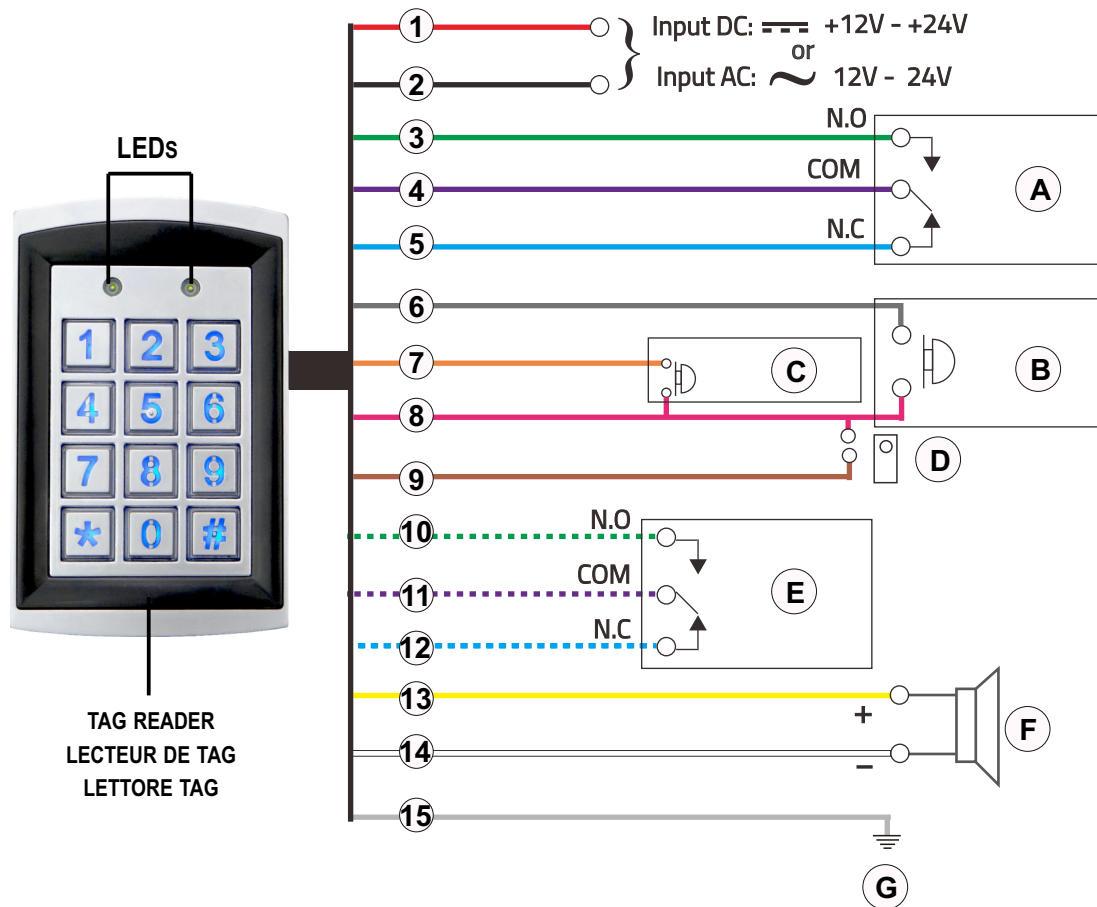 1
Input DC: +12V - +24V
or
2
Input AC: 12V - 24V
3
N.O
LEDs
COM
4
A
5
N.C
6
7
C
B
8
D
9
1 2 3
4 5 6
7 8 9
* 0 #
10
N.O
COM
11
E
12
N.C
13
+
F
14
−
15
G
TAG READER
LECTEUR DE TAG
LETTORE TAG